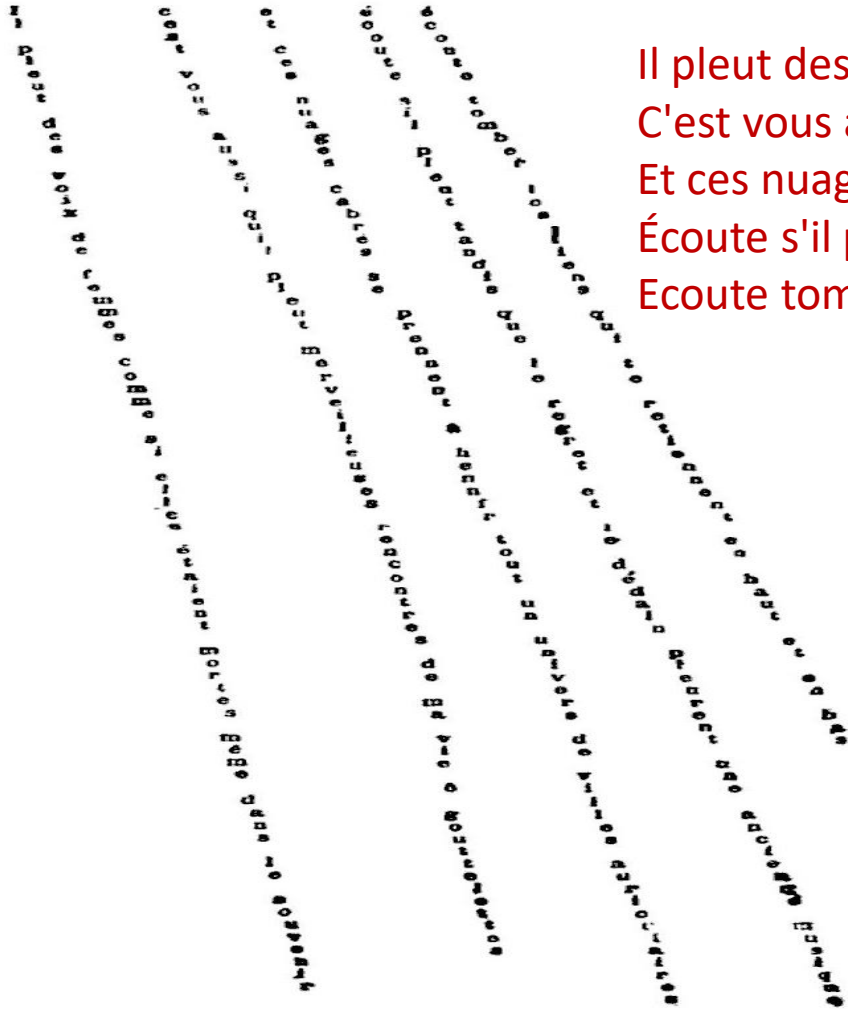 il pleut des voix de femmes comme si elles étaient mortes même dans le souvenir
c'est vous aussi qu'il pleut merveilleuses rencontres de ma vie ô gouttelettes
et ces nuages cabrés se prennent à hennir tout un univers de villes auriculaires
écoute s'il pleut tandis que le regret et le dédain pleurent une ancienne musique
écoute tomber les liens qui te retiennent en haut et en bas
Il pleut des
C'est vous a
Et ces nuag
Écoute s'il p
Ecoute tom